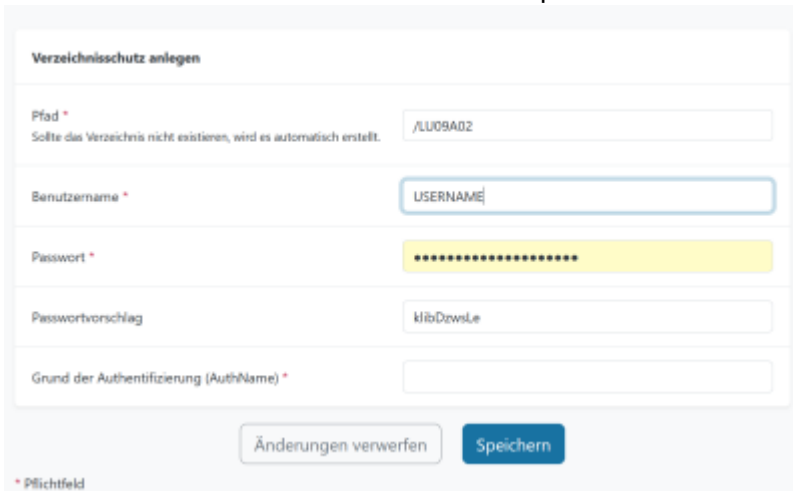 Verzeichnisschutz anlegen
Pfad *
Sollte das Verzeichnis nicht existieren, wird es automatisch erstellt.
/LU09A02
Benutzername *
USERNAME
Passwort *
••••••••••••••••••••
Passwortvorschlag
klibDzwsLe
Grund der Authentifizierung (AuthName) *
Änderungen verwerfen
Speichern
* Pflichtfeld